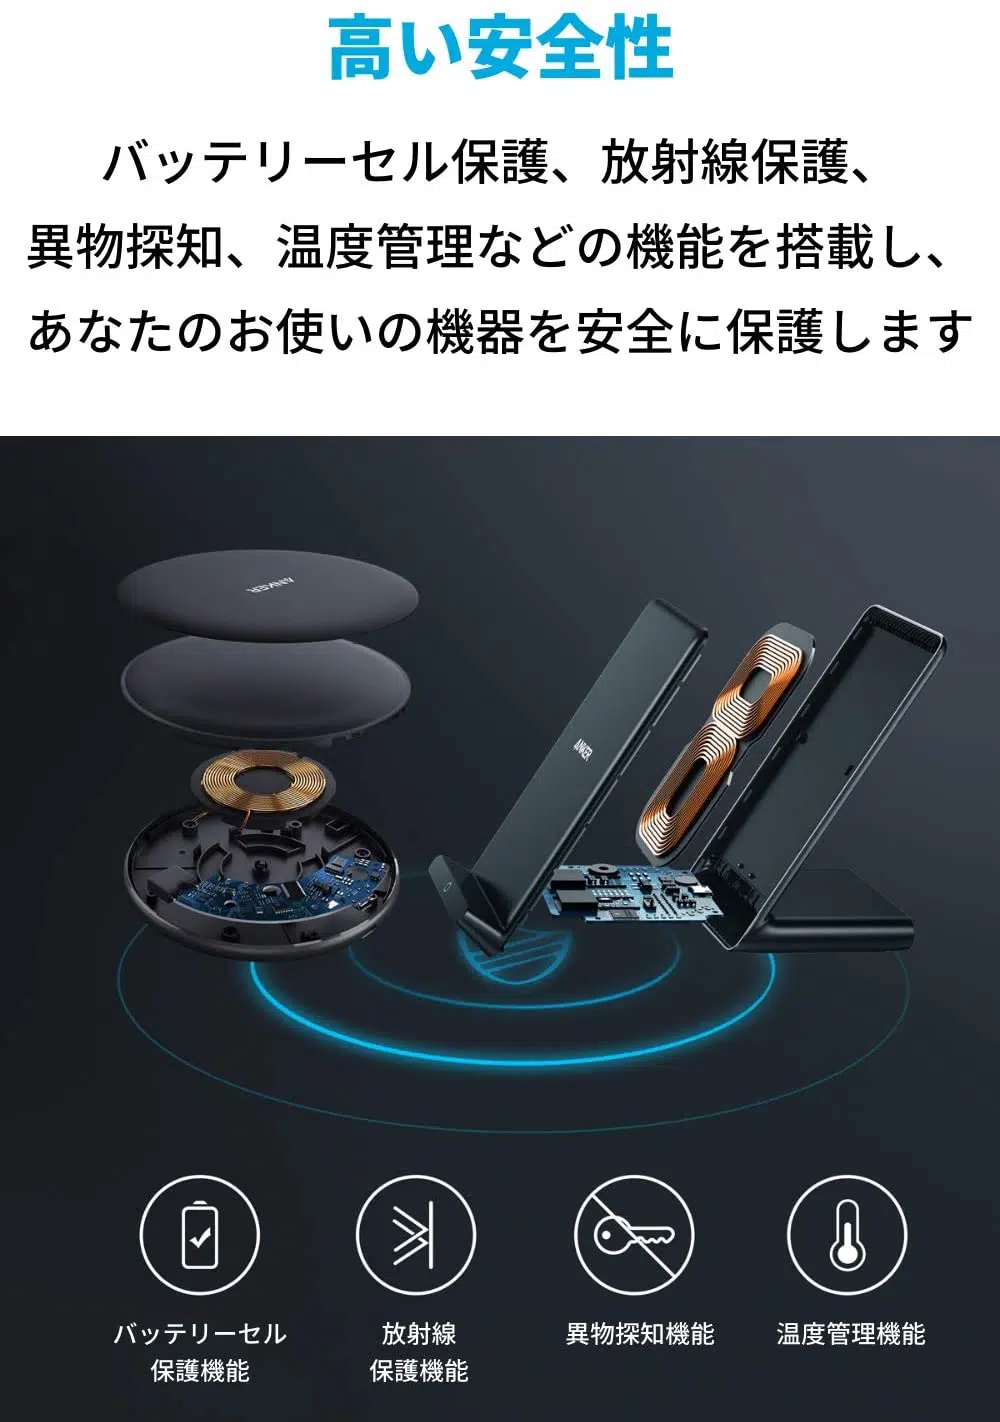 高い安全性
バッテリーセル保護、放射線保護、
異物探知、温度管理などの機能を搭載し、
あなたのお使いの機器を安全に保護します
ANKER
ANKER
バッテリーセル
保護機能
放射線
保護機能
異物探知機能
温度管理機能